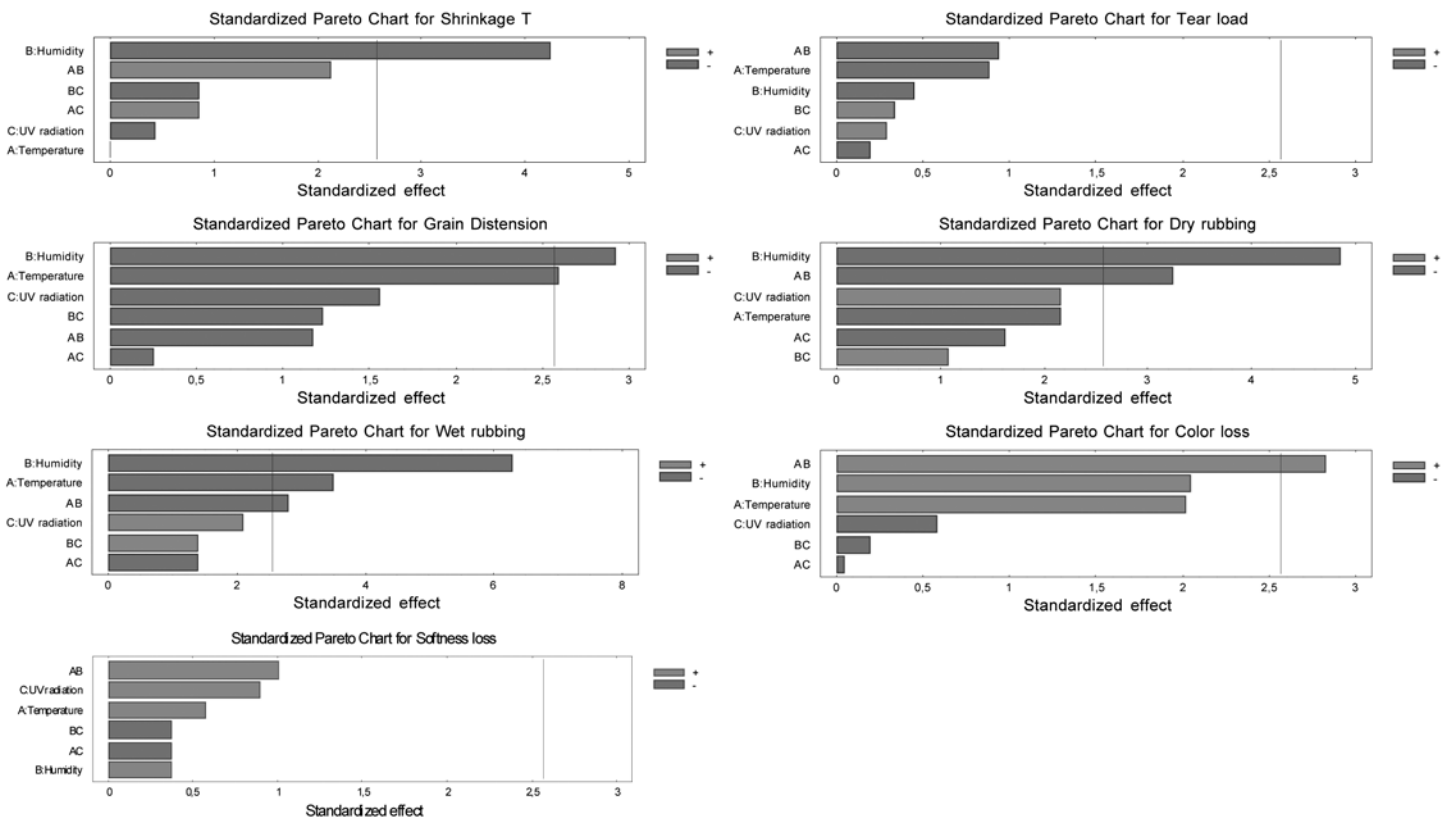 Standardized Pareto Chart for Shrinkage T
B:Humidity
AB
BC
AC
C:UV radiation
A:Temperature
+
-
0 1 2 3 4 5
Standardized effect
Standardized Pareto Chart for Tear load
AB
A:Temperature
B:Humidity
BC
C:UV radiation
AC
+
-
0 0,5 1 1,5 2 2,5 3
Standardized effect
Standardized Pareto Chart for Grain Distension
B:Humidity
A:Temperature
C:UV radiation
BC
AB
AC
+
-
0 0,5 1 1,5 2 2,5 3
Standardized effect
Standardized Pareto Chart for Dry rubbing
B:Humidity
AB
C:UV radiation
A:Temperature
AC
BC
+
-
0 1 2 3 4 5
Standardized effect
Standardized Pareto Chart for Wet rubbing
B:Humidity
A:Temperature
AB
C:UV radiation
BC
AC
+
-
0 2 4 6 8
Standardized effect
Standardized Pareto Chart for Color loss
AB
B:Humidity
A:Temperature
C:UV radiation
BC
AC
+
-
0 0,5 1 1,5 2 2,5 3
Standardized effect
Standardized Pareto Chart for Softness loss
AB
C:UV radiation
A:Temperature
BC
AC
B:Humidity
+
-
0 0,5 1 1,5 2 2,5 3
Standardized effect